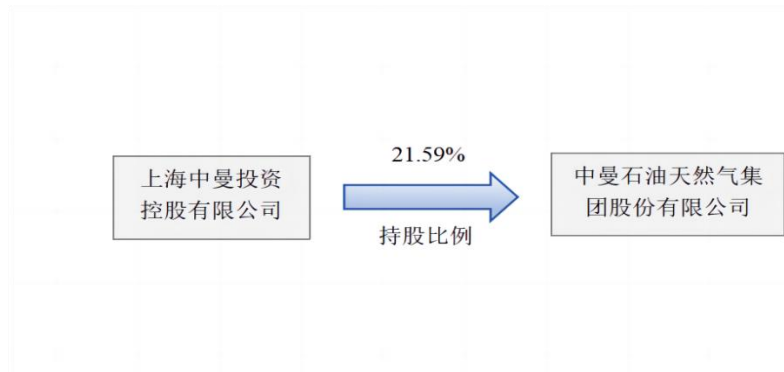 21.59%
上海中曼投资
控股有限公司
中曼石油天然气集
团股份有限公司
持股比例